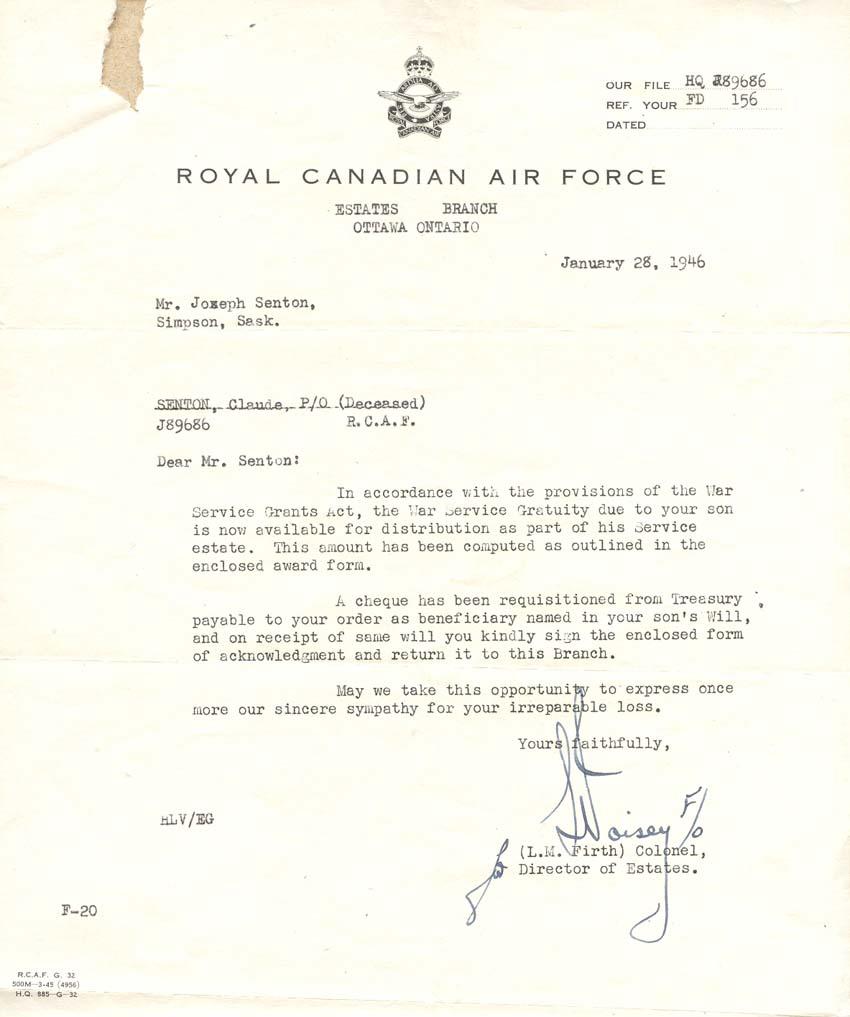 OUR FILE HQ J89686
REF. YOUR FD 156
DATED
ROYAL CANADIAN AIR FORCE
ESTATES BRANCH
OTTAWA ONTARIO
January 28, 1946
Mr. Joseph Senton,
Simpson, Sask.
SENTON, Claude, P/O (Deceased)
J89686 R.C.A.F.
Dear Mr. Senton:
In accordance with the provisions of the War
Service Grants Act, the War Service Gratuity due to your son
is now available for distribution as part of his Service
estate. This amount has been computed as outlined in the
enclosed award form.
A cheque has been requisitioned from Treasury
payable to your order as beneficiary named in your son's Will,
and on receipt of same will you kindly sign the enclosed form
of acknowledgment and return it to this Branch.
May we take this opportunity to express once
more our sincere sympathy for your irreparable loss.
Yours faithfully,
F/O
HLV/EG
(L.M. Firth) Colonel,
for Director of Estates.
F-20
R.C.A.F. G. 32
500M—3-45 (4956)
H.Q. 885—G—32